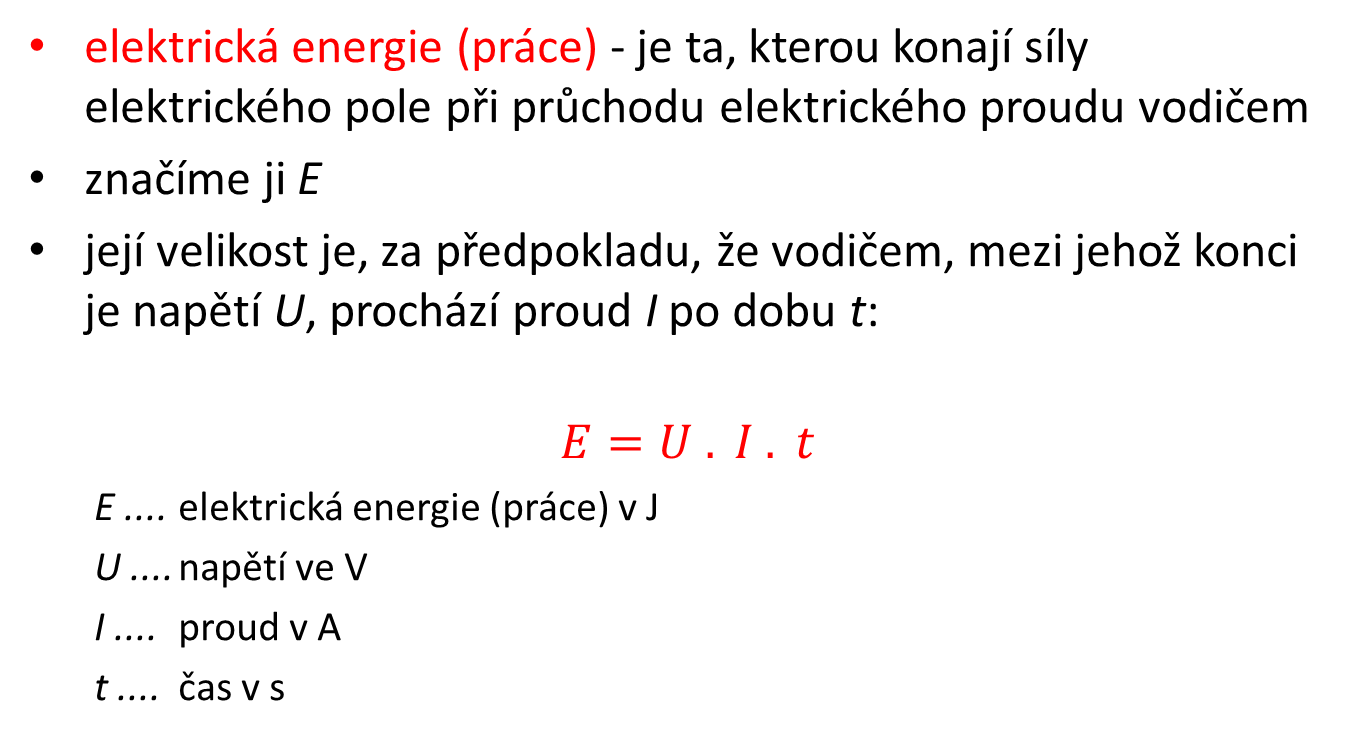 • elektrická energie (práce) - je ta, kterou konají síly
elektrického pole při průchodu elektrického proudu vodičem
• značíme ji E
• její velikost je, za předpokladu, že vodičem, mezi jehož konci
je napětí U, prochází proud I po dobu t:
E = U . I . t
E .... elektrická energie (práce) v J
U .... napětí ve V
I .... proud v A
t .... čas v s